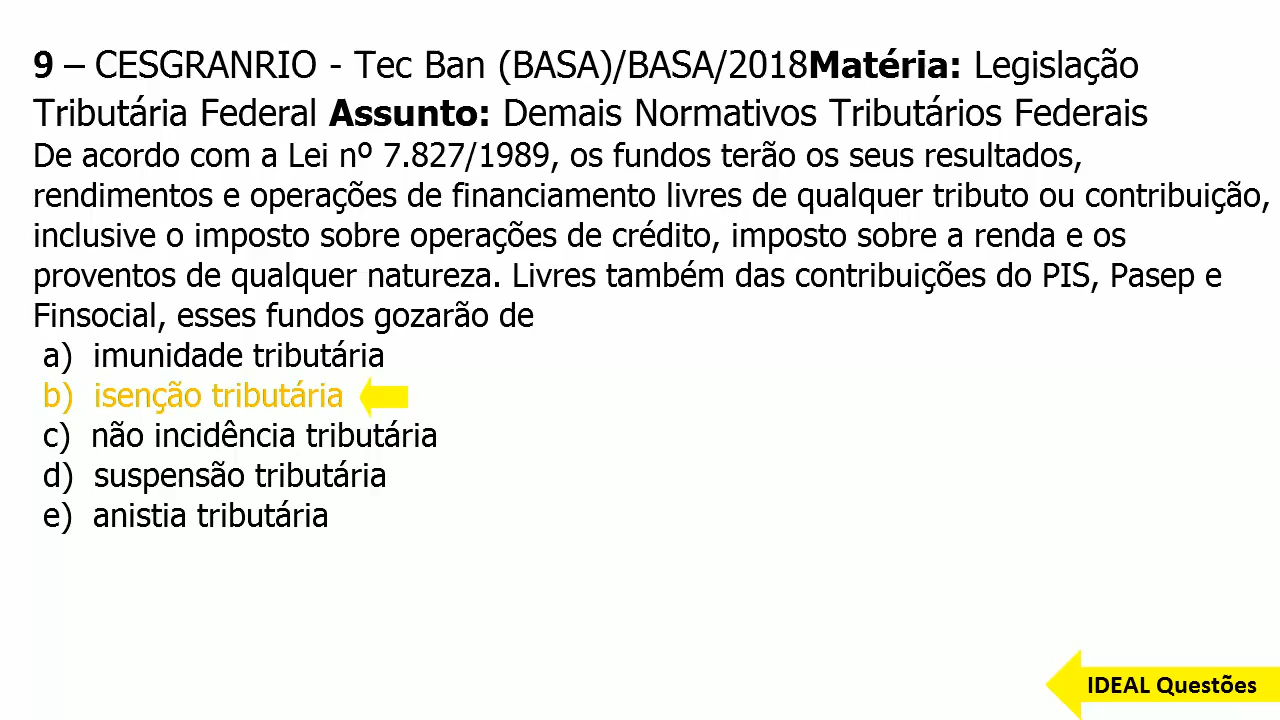 9 – CESGRANRIO - Tec Ban (BASA)/BASA/2018Matéria: Legislação
Tributária Federal Assunto: Demais Normativos Tributários Federais
De acordo com a Lei nº 7.827/1989, os fundos terão os seus resultados,
rendimentos e operações de financiamento livres de qualquer tributo ou contribuição,
inclusive o imposto sobre operações de crédito, imposto sobre a renda e os
proventos de qualquer natureza. Livres também das contribuições do PIS, Pasep e
Finsocial, esses fundos gozarão de
a) imunidade tributária
b) isenção tributária
c) não incidência tributária
d) suspensão tributária
e) anistia tributária
IDEAL Questões